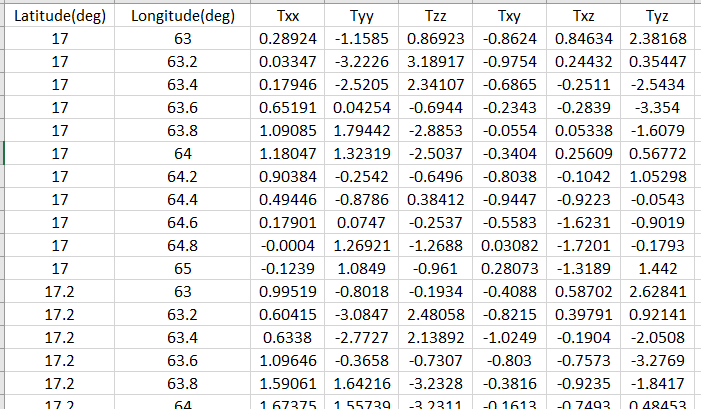 Latitude(deg) Longitude(deg) Txx Tyy Tzz Txy Txz Tyz
17 63 0.28924 -1.1585 0.86923 -0.8624 0.84634 2.38168
17 63.2 0.03347 -3.2226 3.18917 -0.9754 0.24432 0.35447
17 63.4 0.17946 -2.5205 2.34107 -0.6865 -0.2511 -2.5434
17 63.6 0.65191 0.04254 -0.6944 -0.2343 -0.2839 -3.354
17 63.8 1.09085 1.79442 -2.8853 -0.0554 0.05338 -1.6079
17 64 1.18047 1.32319 -2.5037 -0.3404 0.25609 0.56772
17 64.2 0.90384 -0.2542 -0.6496 -0.8038 -0.1042 1.05298
17 64.4 0.49446 -0.8786 0.38412 -0.9447 -0.9223 -0.0543
17 64.6 0.17901 0.0747 -0.2537 -0.5583 -1.6231 -0.9019
17 64.8 -0.0004 1.26921 -1.2688 0.03082 -1.7201 -0.1793
17 65 -0.1239 1.0849 -0.961 0.28073 -1.3189 1.442
17.2 63 0.99519 -0.8018 -0.1934 -0.4088 0.58702 2.62841
17.2 63.2 0.60415 -3.0847 2.48058 -0.8215 0.39791 0.92141
17.2 63.4 0.6338 -2.7727 2.13892 -1.0249 -0.1904 -2.0508
17.2 63.6 1.09646 -0.3658 -0.7307 -0.803 -0.7573 -3.2769
17.2 63.8 1.59061 1.64216 -3.2328 -0.3816 -0.9235 -1.8417
17.2 64 1.67375 1.55739 -3.2311 -0.1613 -0.7493 0.48453